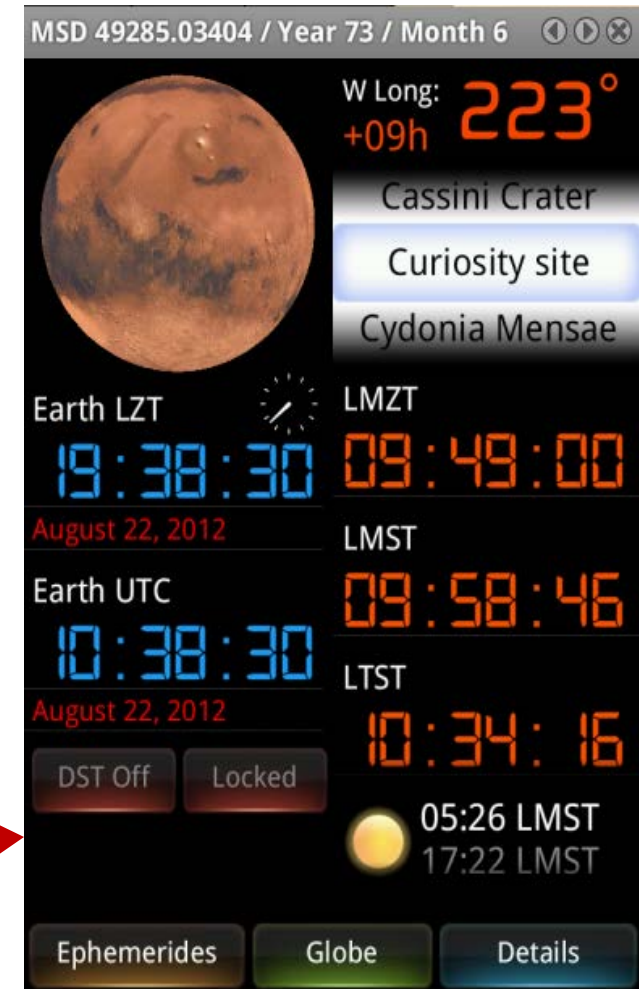 MSD 49285.03404 / Year 73 / Month 6
W Long:
+09h
223°
Cassini Crater
Curiosity site
Cydonia Mensae
Earth LZT
19:38:30
August 22, 2012
Earth UTC
10:38:30
August 22, 2012
DST Off
Locked
LMZT
09:49:00
LMST
09:58:46
LTST
10:34:16
05:26 LMST
17:22 LMST
Ephemerides
Globe
Details